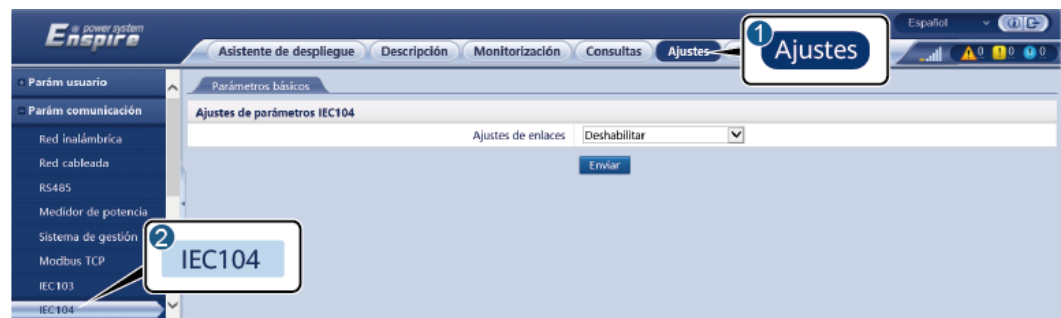 Enspire
e power system
Español
Asistente de despliegue
Descripción
Monitorización
Consultas
Ajustes
1
Ajustes
0
0
0
Parám usuario
Parám comunicación
Red inalámbrica
Red cableada
RS485
Medidor de potencia
Sistema de gestión
Modbus TCP
IEC103
IEC104
2
IEC104
Parámetros básicos
Ajustes de parámetros IEC104
Ajustes de enlaces
Deshabilitar
Enviar